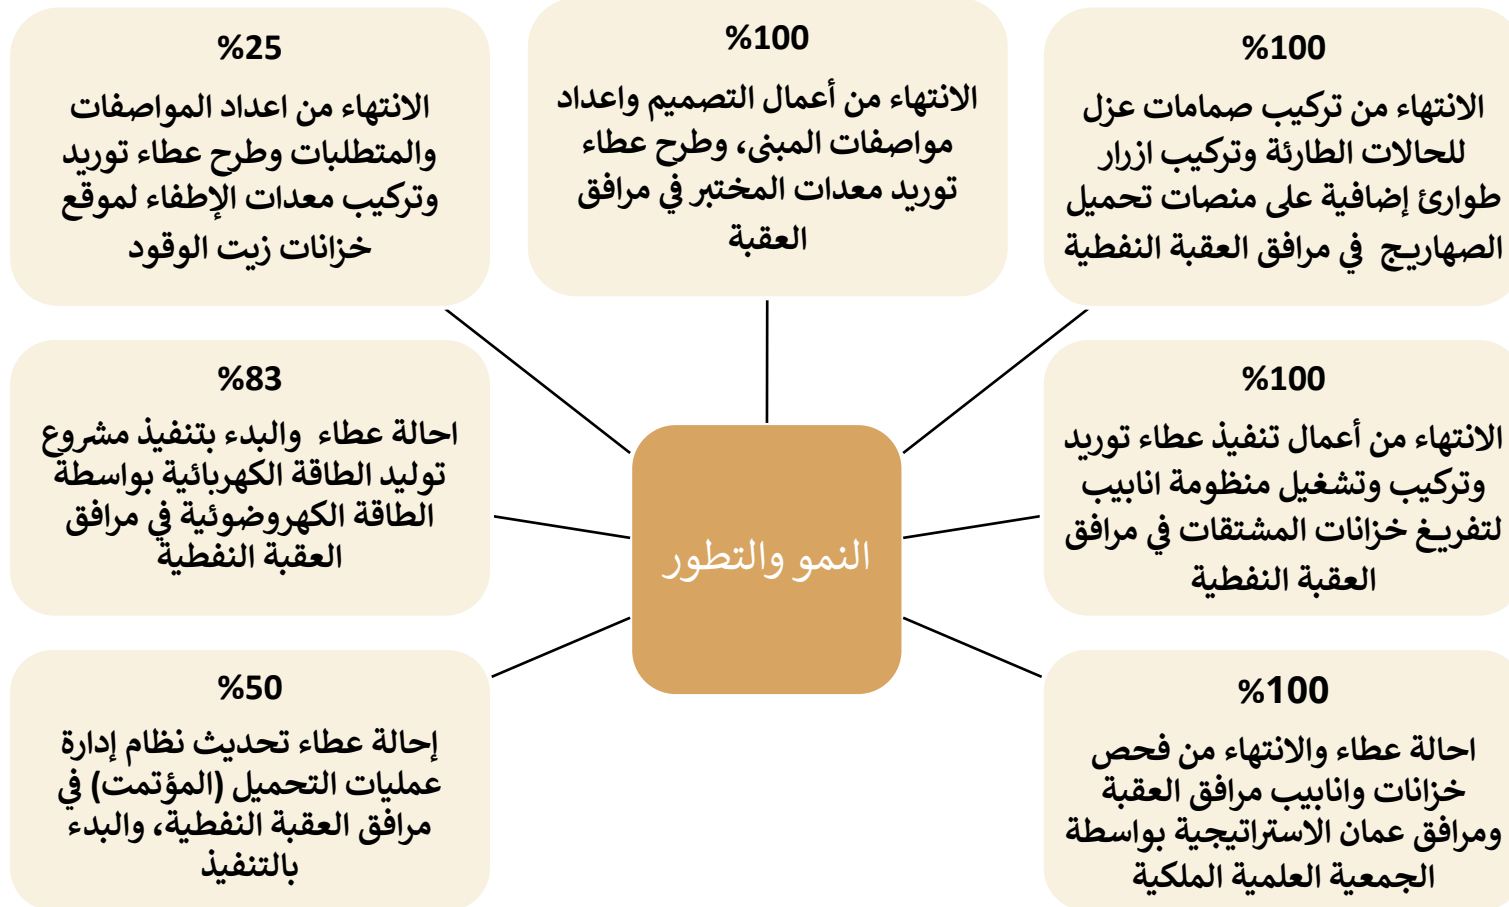 %100
الانتهاء من تركيب صمامات عزل
للحالات الطارئة وتركيب ازرار
طوارئ إضافية على منصات تحميل
الصهاريج في مرافق العقبة النفطية
%100
الانتهاء من أعمال التصميم واعداد
مواصفات المبنى، وطرح عطاء
توريد معدات المختبر في مرافق
العقبة
%25
الانتهاء من اعداد المواصفات
والمتطلبات وطرح عطاء توريد
وتركيب معدات الإطفاء لموقع
خزانات زيت الوقود
%100
الانتهاء من أعمال تنفيذ عطاء توريد
وتركيب وتشغيل منظومة انابيب
لتفريغ خزانات المشتقات في مرافق
العقبة النفطية
النمو والتطور
%83
احالة عطاء والبدء بتنفيذ مشروع
توليد الطاقة الكهربائية بواسطة
الطاقة الكهروضوئية في مرافق
العقبة النفطية
%100
احالة عطاء والانتهاء من فحص
خزانات وانابيب مرافق العقبة
ومرافق عمان الاستراتيجية بواسطة
الجمعية العلمية الملكية
%50
إحالة عطاء تحديث نظام إدارة
عمليات التحميل (المؤتمت) في
مرافق العقبة النفطية، والبدء
بالتنفيذ